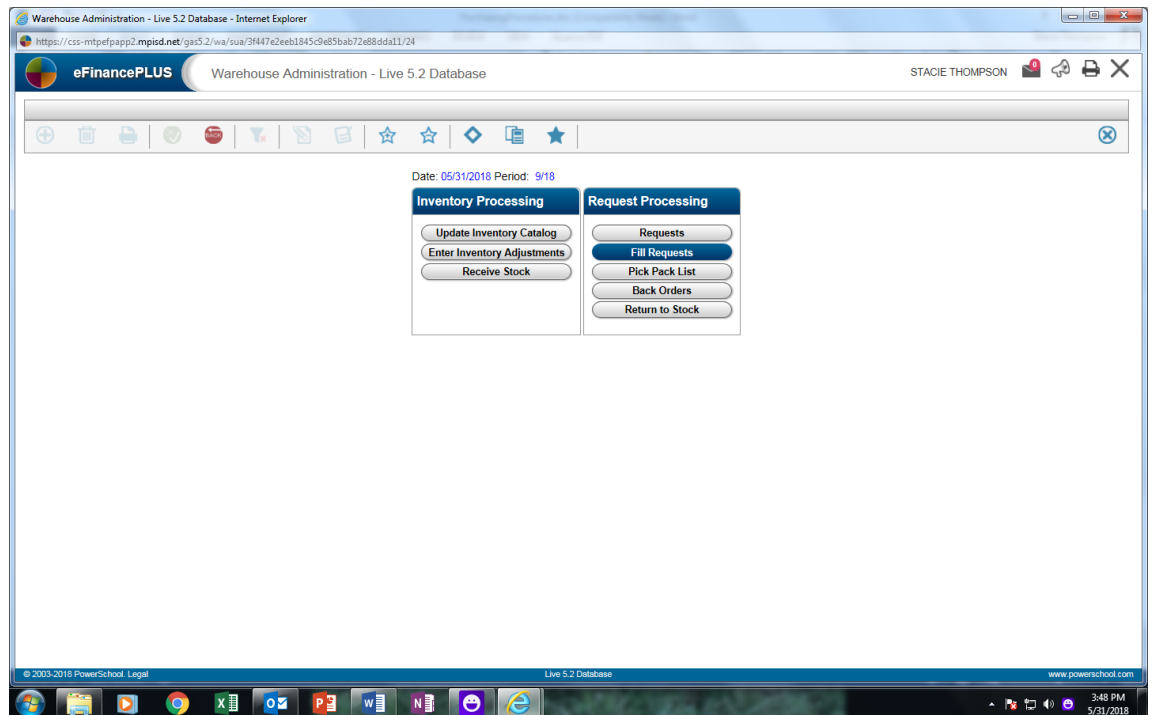 Warehouse Administration - Live 5.2 Database - Internet Explorer
https://css-mtpefpapp2.mpisd.net/gas5.2/wa/sua/3f447e2eeb1845c9e85bab72e88dda11/24
eFinancePLUS
Warehouse Administration - Live 5.2 Database
STACIE THOMPSON
0
BACK
Date: 05/31/2018 Period: 9/18
Inventory Processing
Update Inventory Catalog
Enter Inventory Adjustments
Receive Stock
Request Processing
Requests
Fill Requests
Pick Pack List
Back Orders
Return to Stock
© 2003-2016 PowerSchool. Legal
Live 5.2 Database
www.powerschool.com
3:48 PM
5/31/2018